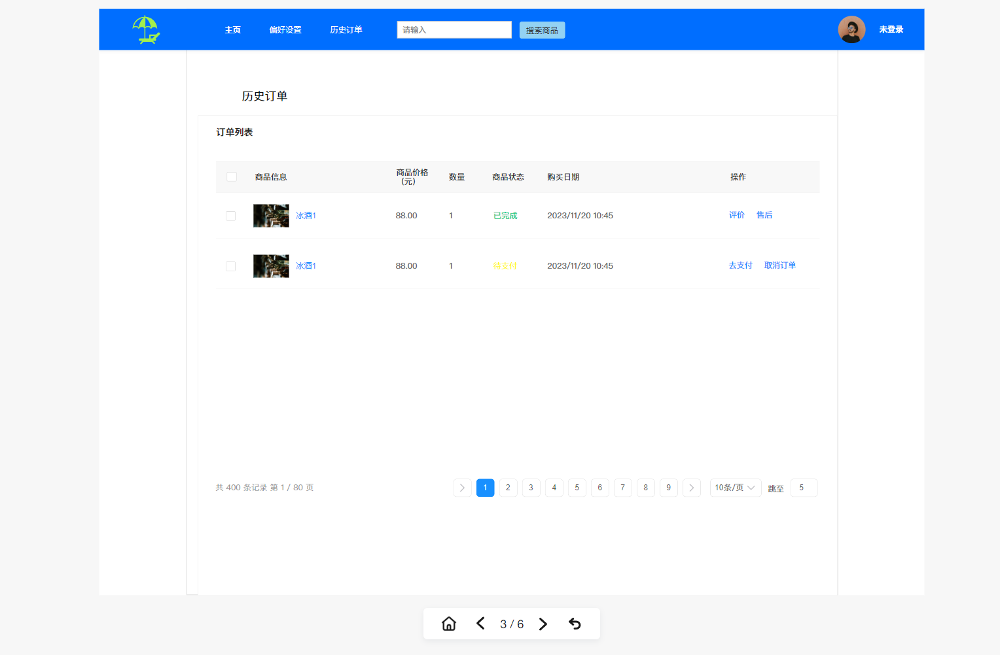 主页 偏好设置 历史订单 请输入 搜索商品 未登录
历史订单
订单列表
商品信息 商品价格(元) 数量 商品状态 购买日期 操作
冰酒1 88.00 1 已完成 2023/11/20 10:45 评价 售后
冰酒1 88.00 1 待支付 2023/11/20 10:45 去支付 取消订单
共 400 条记录 第 1 / 80 页 1 2 3 4 5 6 7 8 9 10条/页 跳至 5
3 / 6